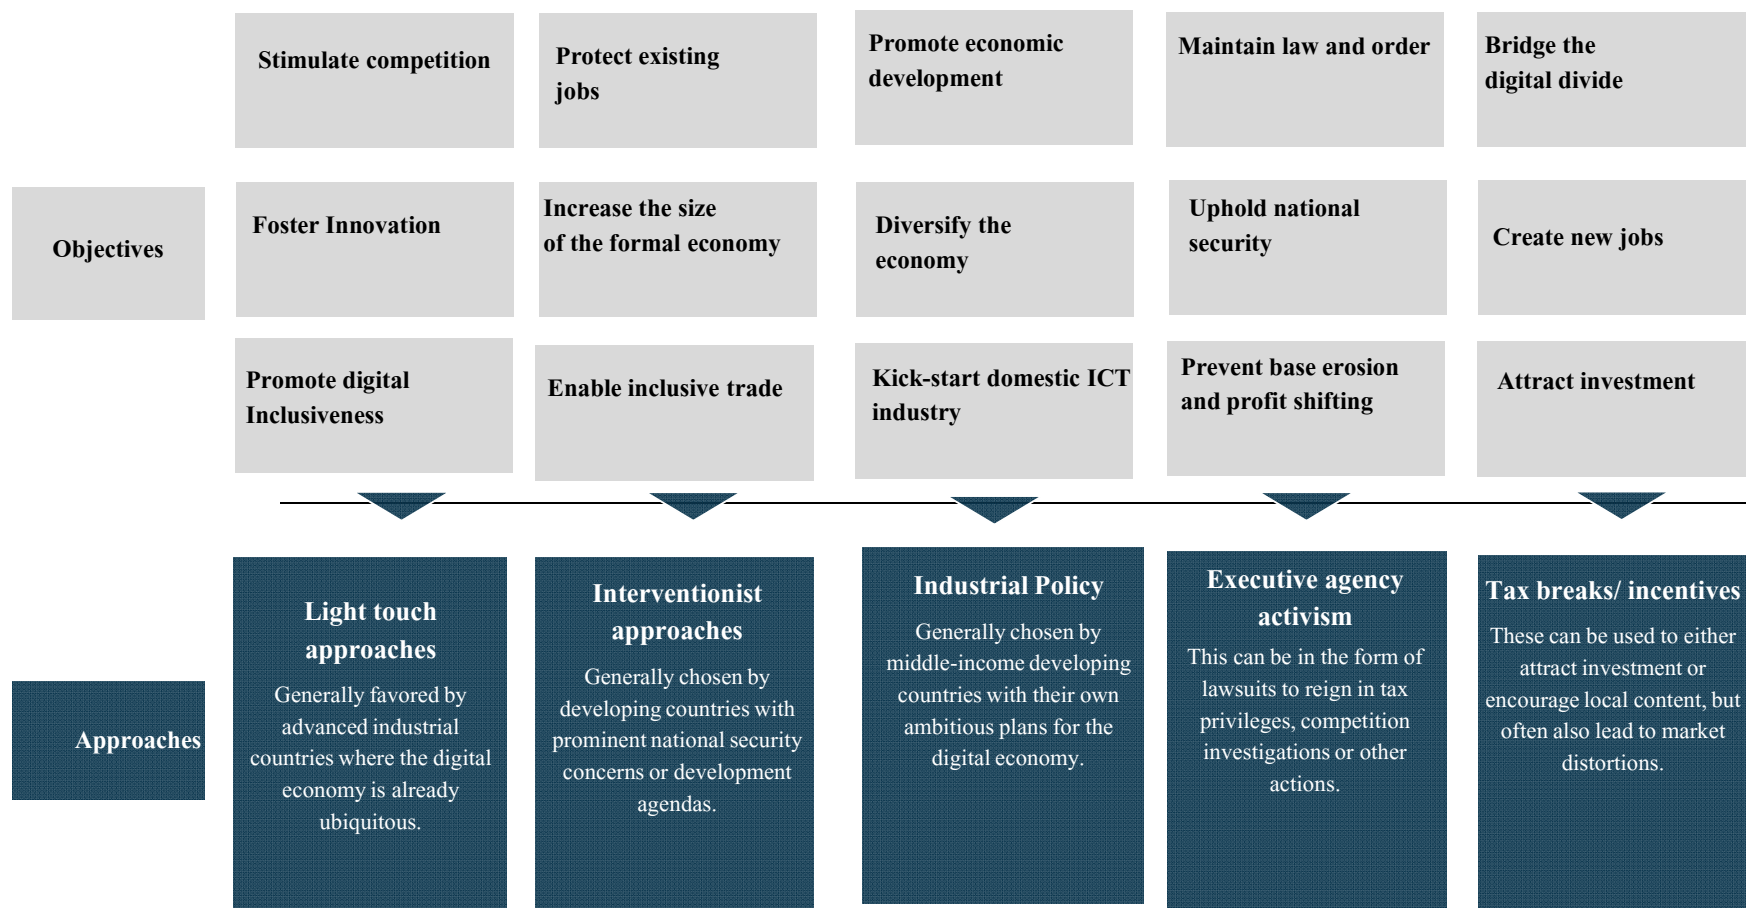 Stimulate competition
Protect existing
jobs
Promote economic
development
Maintain law and order
Bridge the
digital divide
Objectives
Foster Innovation
Increase the size
of the formal economy
Diversify the
economy
Uphold national
security
Create new jobs
Promote digital
Inclusiveness
Enable inclusive trade
Kick-start domestic ICT
industry
Prevent base erosion
and profit shifting
Attract investment
Approaches
Light touch
approaches
Generally favored by
advanced industrial
countries where the digital
economy is already
ubiquitous.
Interventionist
approaches
Generally chosen by
developing countries with
prominent national security
concerns or development
agendas.
Industrial Policy
Generally chosen by
middle-income developing
countries with their own
ambitious plans for the
digital economy.
Executive agency
activism
This can be in the form of
lawsuits to reign in tax
privileges, competition
investigations or other
actions.
Tax breaks/ incentives
These can be used to either
attract investment or
encourage local content, but
often also lead to market
distortions.